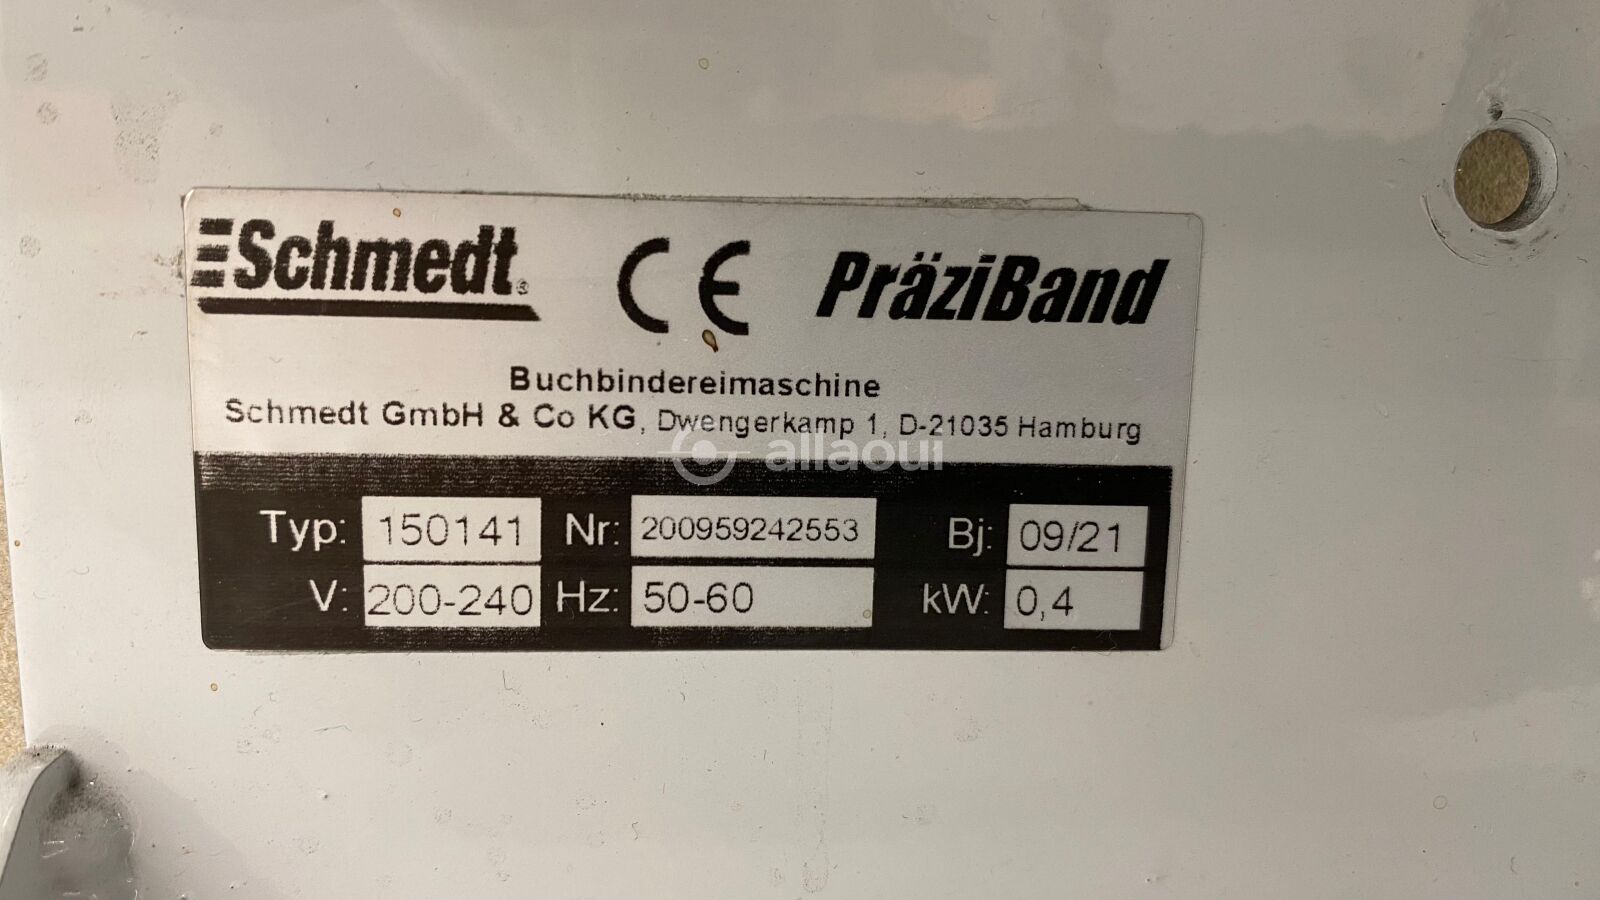 Schmedt® CE PräziBand
Buchbindereimaschine
Schmedt GmbH & Co KG, Dwengerkamp 1, D-21035 Hamburg
allaoui
Typ: 150141 Nr: 200959242553 Bj: 09/21
V: 200-240 Hz: 50-60 kW: 0,4